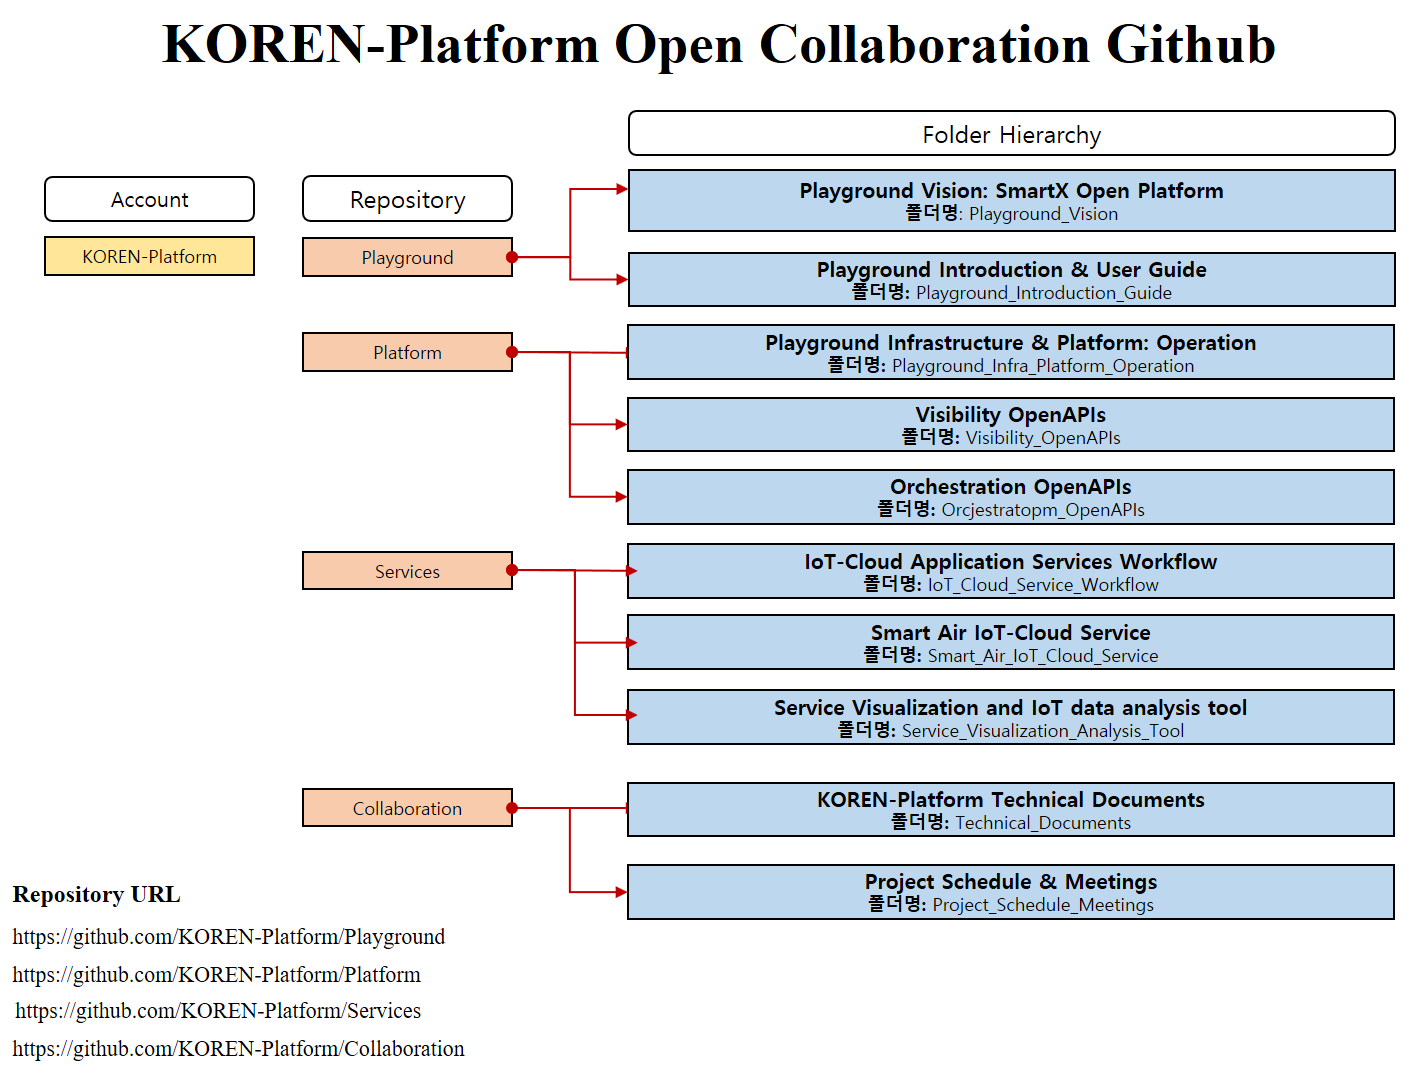 KOREN-Platform Open Collaboration Github
Folder Hierarchy
Account
Repository
KOREN-Platform
Playground
Playground Vision: SmartX Open Platform
폴더명: Playground_Vision
Playground Introduction & User Guide
폴더명: Playground_Introduction_Guide
Platform
Playground Infrastructure & Platform: Operation
폴더명: Playground_Infra_Platform_Operation
Visibility OpenAPIs
폴더명: Visibility_OpenAPIs
Orchestration OpenAPIs
폴더명: Orcjestratopm_OpenAPIs
Services
IoT-Cloud Application Services Workflow
폴더명: IoT_Cloud_Service_Workflow
Smart Air IoT-Cloud Service
폴더명: Smart_Air_IoT_Cloud_Service
Service Visualization and IoT data analysis tool
폴더명: Service_Visualization_Analysis_Tool
Collaboration
KOREN-Platform Technical Documents
폴더명: Technical_Documents
Project Schedule & Meetings
폴더명: Project_Schedule_Meetings
Repository URL
https://github.com/KOREN-Platform/Playground
https://github.com/KOREN-Platform/Platform
https://github.com/KOREN-Platform/Services
https://github.com/KOREN-Platform/Collaboration